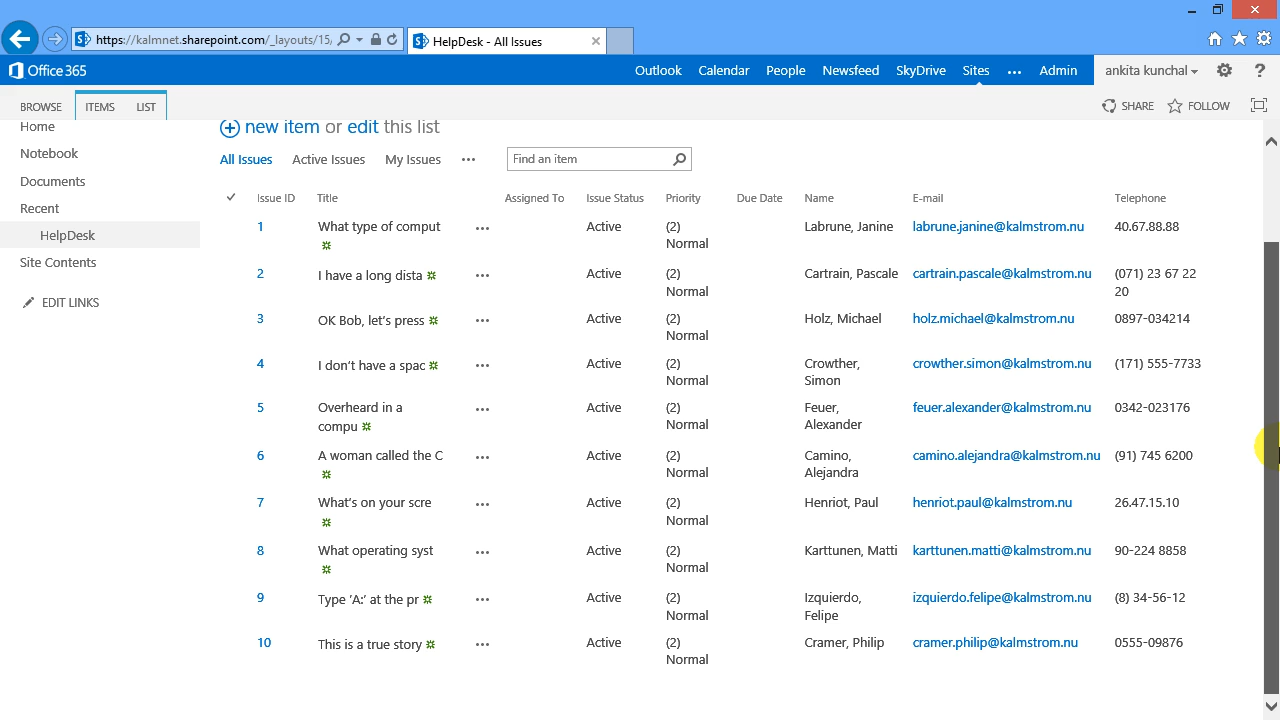 https://kalmnet.sharepoint.com/_layouts/15/
HelpDesk - All Issues
Office 365
Outlook Calendar People Newsfeed SkyDrive Sites ... Admin ankita kunchal ?
BROWSE ITEMS LIST SHARE FOLLOW
Home
Notebook
Documents
Recent
HelpDesk
Site Contents
EDIT LINKS
new item or edit this list
All Issues Active Issues My Issues ... Find an item
Issue ID Title Assigned To Issue Status Priority Due Date Name E-mail Telephone
1 What type of comput ... Active (2) Labrune, Janine labrune.janine@kalmstrom.nu 40.67.88.88
Normal
2 I have a long dista ... Active (2) Cartrain, Pascale cartrain.pascale@kalmstrom.nu (071) 23 67 22
Normal 20
3 OK Bob, let's press ... Active (2) Holz, Michael holz.michael@kalmstrom.nu 0897-034214
Normal
4 I don't have a spac ... Active (2) Crowther, crowther.simon@kalmstrom.nu (171) 555-7733
Normal Simon
5 Overheard in a ... Active (2) Feuer, feuer.alexander@kalmstrom.nu 0342-023176
compu Normal Alexander
6 A woman called the C ... Active (2) Camino, camino.alejandra@kalmstrom.nu (91) 745 6200
Normal Alejandra
7 What's on your scre ... Active (2) Henriot, Paul henriot.paul@kalmstrom.nu 26.47.15.10
Normal
8 What operating syst ... Active (2) Karttunen, Matti karttunen.matti@kalmstrom.nu 90-224 8858
Normal
9 Type 'A:' at the pr ... Active (2) Izquierdo, izquierdo.felipe@kalmstrom.nu (8) 34-56-12
Normal Felipe
10 This is a true story ... Active (2) Cramer, Philip cramer.philip@kalmstrom.nu 0555-09876
Normal